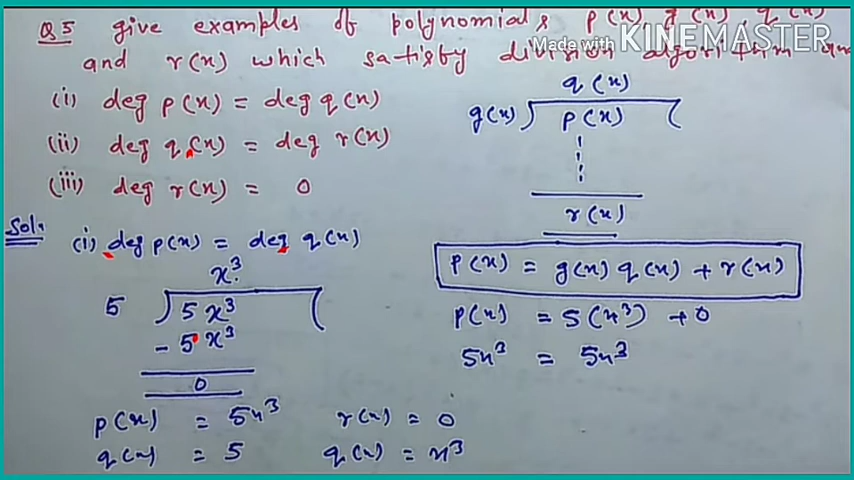 Q5 give examples of polynomials p(x), g(x), q(x)
Made with KINEMASTER
and r(x) which satisfy division algorithm and
(i) deg p(x) = deg q(x)
(ii) deg q(x) = deg r(x)
(iii) deg r(x) = 0
q(x)
g(x) ) p(x) (
r(x)
Sol:
(i) deg p(x) = deg q(x)
x³
5 ) 5x³ (
- 5x³
0
p(x) = 5x³ r(x) = 0
q(x) = 5 q(x) = x³
p(x) = g(x) q(x) + r(x)
p(x) = 5(x³) + 0
5x³ = 5x³